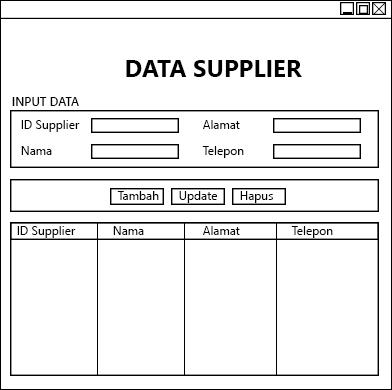 DATA SUPPLIER
INPUT DATA
ID Supplier Alamat
Nama Telepon
Tambah Update Hapus
ID Supplier Nama Alamat Telepon